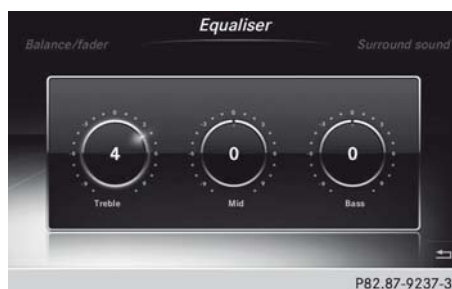 Equaliser
Balance/fader Surround sound
4 0 0
Treble Mid Bass
P82.87-9237-3